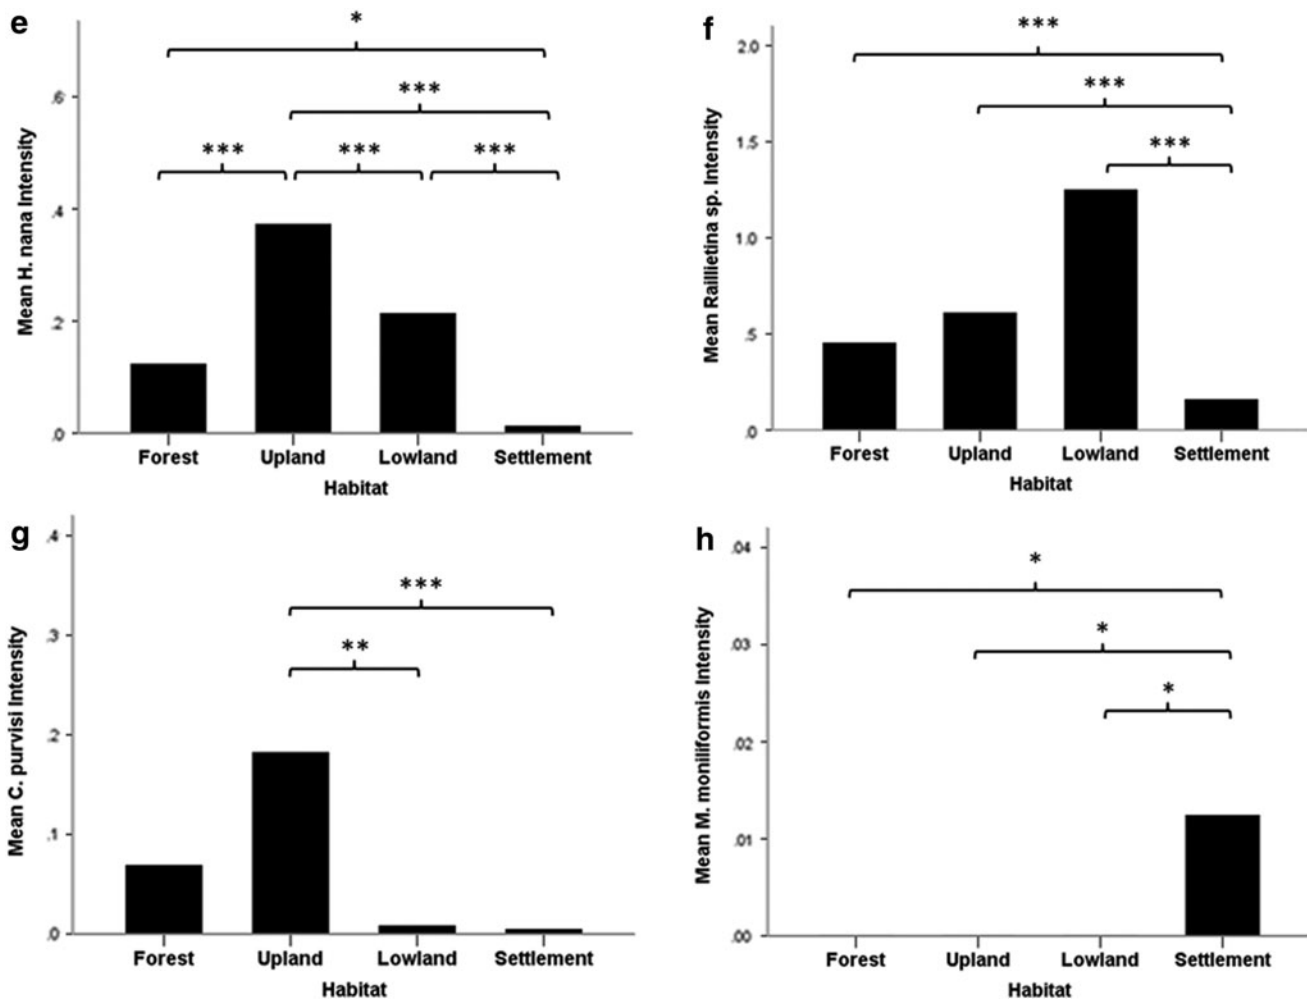 e
*
***
*** *** ***
.6
.4
.2
.0
Mean H. nana Intensity
Forest Upland Lowland Settlement
Habitat
f
***
***
***
2.0
1.5
1.0
.5
.0
Mean Raillietina sp. Intensity
Forest Upland Lowland Settlement
Habitat
g
***
**
.4
.3
.2
.1
.0
Mean C. purvisi Intensity
Forest Upland Lowland Settlement
Habitat
h
*
*
*
.04
.03
.02
.01
.00
Mean M. moniliformis Intensity
Forest Upland Lowland Settlement
Habitat